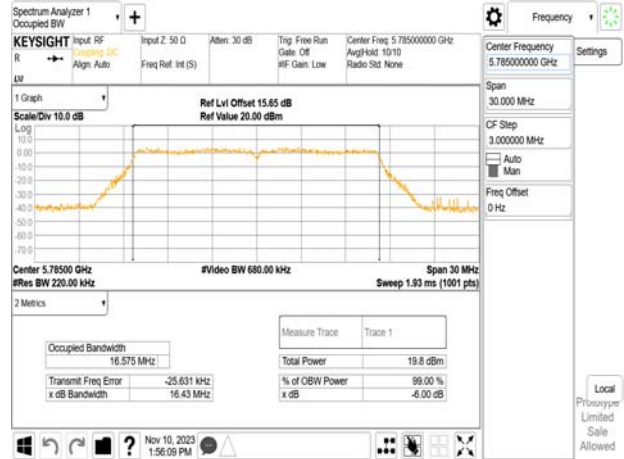 Spectrum Analyzer 1
Occupied BW
Frequency
KEYSIGHT
Input: RF
Coupling: DC
Align: Auto
Input Z: 50 Ω
Freq Ref: Int (S)
Atten: 30 dB
Trig: Free Run
Gate: Off
#IF Gain: Low
Center Freq: 5.785000000 GHz
Avg|Hold: 10/10
Radio Std: None
R
LXI
1 Graph
Scale/Div 10.0 dB
Ref Lvl Offset 15.65 dB
Ref Value 20.00 dBm
Log
10.0
0.00
-10.0
-20.0
-30.0
-40.0
-50.0
-60.0
-70.0
Center 5.78500 GHz
#Video BW 680.00 kHz
Span 30 MHz
#Res BW 220.00 kHz
Sweep 1.93 ms (1001 pts)
2 Metrics
Measure Trace
Trace 1
Occupied Bandwidth
16.575 MHz
Total Power
19.8 dBm
Transmit Freq Error
-25.631 kHz
% of OBW Power
99.00 %
x dB Bandwidth
16.43 MHz
x dB
-6.00 dB
Nov 10, 2023
1:56:09 PM
Center Frequency
5.785000000 GHz
Settings
Span
30.000 MHz
CF Step
3.000000 MHz
Auto
Man
Freq Offset
0 Hz
Local
Prototype
Limited
Sale
Allowed